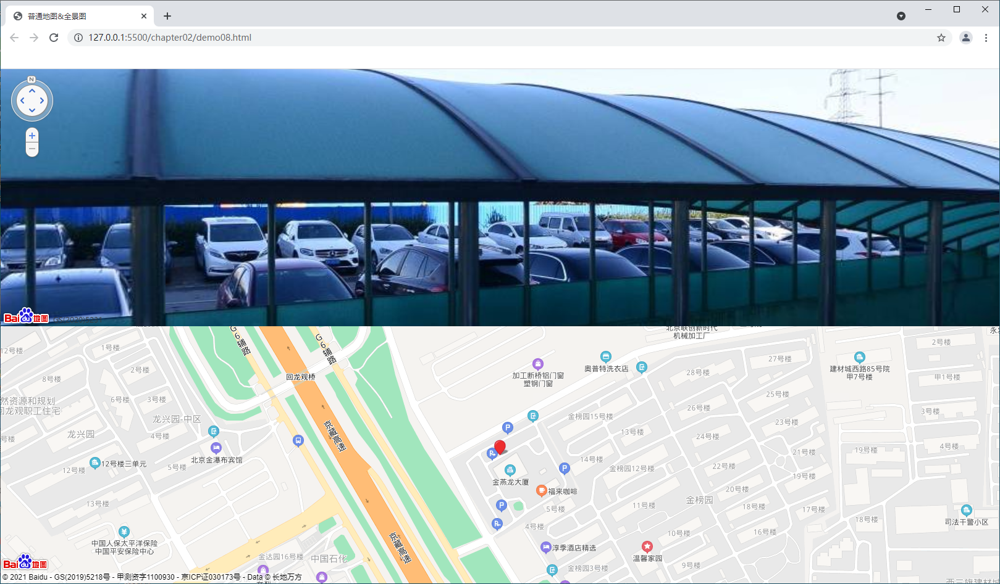 普通地图&全景图
127.0.0.1:5500/chapter02/demo08.html
N
Bai du 地图
G6辅路
G6辅路
北京联创新时代
机械加工厂
2号楼
12号楼
1号楼
27号楼
奥普特洗衣店
建材城西路85号院
甲7号楼
2号楼
28号楼
加工断桥铝门窗
塑钢门窗
回龙观桥
甲1号楼
8号楼
25号楼
6号楼
3号楼
然资源和规划
回龙观职工住宅
26号楼
3号楼
龙兴园-中区
金榜园15号楼
23号楼
龙兴园
4号楼
13号楼
24号楼
号楼
京藏高速
P
4号楼
19号楼
21号楼
北京金瀑布宾馆
14号楼
12号楼三单元
5号楼
12号楼
金榜园12号楼
22号楼
P
19号楼
金燕龙大厦
福来咖啡
20号楼
金榜园
13号楼
P
5号楼
11号楼
18号楼
17号楼
18号楼
司法干警小区
4号楼
10号楼
16号楼
中国人保太平洋保险
中国平安保险中心
京藏高速
淳季酒店精选
温馨家园
金达园16号楼
中国石化
9号楼
金榜园3号楼
Bai du 地图
© 2021 Baidu - GS(2019)5218号 - 甲测资字1100930 - 京ICP证030173号 - Data © 长地万方